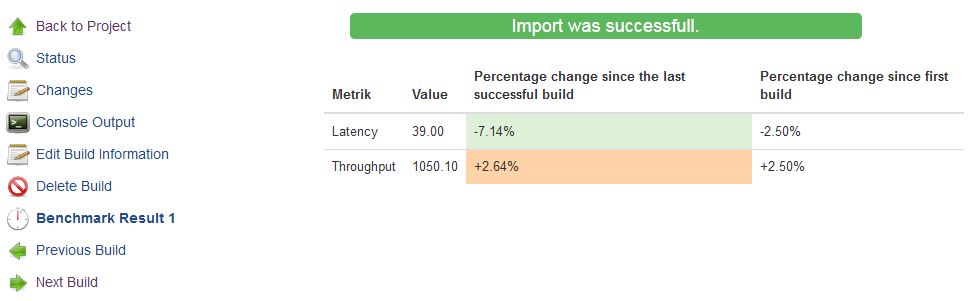 Back to Project
Status
Changes
Console Output
Edit Build Information
Delete Build
Benchmark Result 1
Previous Build
Next Build
Import was successfull.
Metrik Value Percentage change since the last successful build Percentage change since first build
Latency 39.00 -7.14% -2.50%
Throughput 1050.10 +2.64% +2.50%